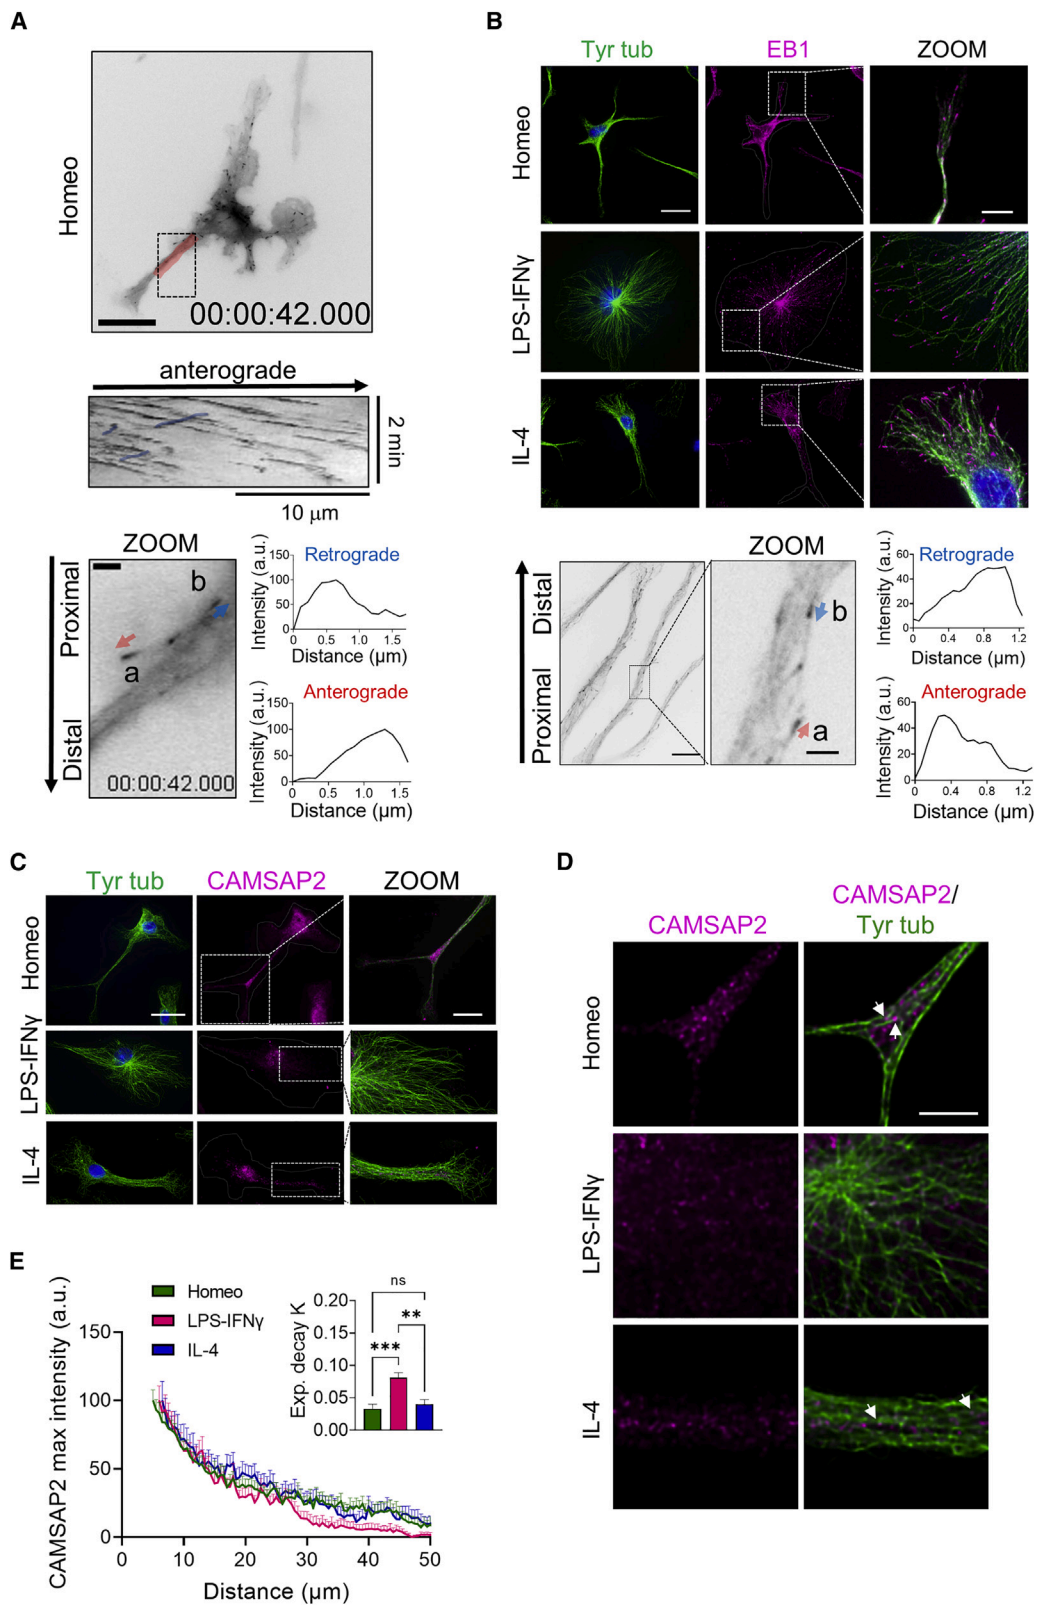 A
Homeo
00:00:42.000
anterograde
2 min
10 μm
ZOOM
Proximal
Distal
b
a
00:00:42.000
Retrograde
Intensity (a.u.)
150
100
50
0
0 0.5 1.0 1.5
Distance (μm)
Anterograde
Intensity (a.u.)
150
100
50
0
0 0.5 1.0 1.5
Distance (μm)
B
Tyr tub EB1 ZOOM
Homeo
LPS-IFNγ
IL-4
ZOOM
Distal
Proximal
b
a
Retrograde
Intensity (a.u.)
60
40
20
0
0 0.4 0.8 1.2
Distance (μm)
Anterograde
Intensity (a.u.)
60
40
20
0
0 0.4 0.8 1.2
Distance (μm)
C
Tyr tub CAMSAP2 ZOOM
Homeo
LPS-IFNγ
IL-4
D
CAMSAP2 CAMSAP2/
Tyr tub
Homeo
LPS-IFNγ
IL-4
E
CAMSAP2 max intensity (a.u.)
150
100
50
0
0 10 20 30 40 50
Distance (μm)
Homeo
LPS-IFNγ
IL-4
Exp. decay K
0.20
0.15
0.10
0.05
0.00
ns
**
***